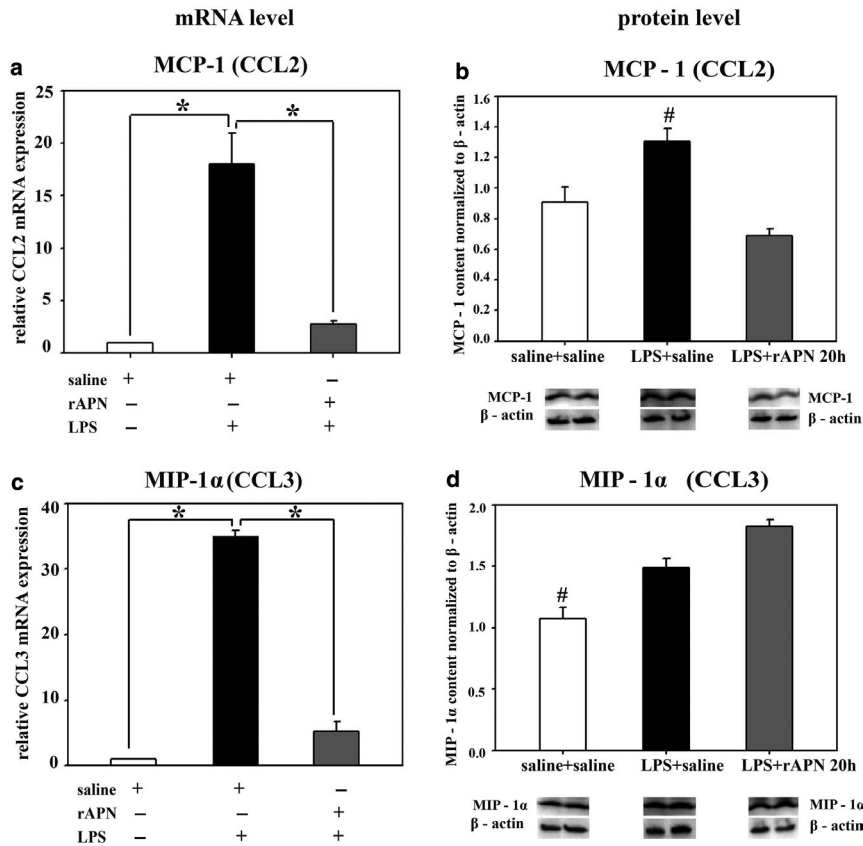 mRNA level
protein level
a
MCP-1 (CCL2)
relative CCL2 mRNA expression
25
20
15
10
5
0
*
*
saline + + –
rAPN – – +
LPS – + +
b
MCP - 1 (CCL2)
MCP - 1 content normalized to β - actin
1.6
1.4
1.2
1.0
0.8
0.6
0.4
0.2
0.0
#
saline+saline LPS+saline LPS+rAPN 20h
MCP-1 MCP-1
β - actin β - actin
c
MIP-1α (CCL3)
relative CCL3 mRNA expression
40
30
20
10
0
*
*
saline + + –
rAPN – – +
LPS – + +
d
MIP - 1α (CCL3)
MIP - 1α content normalized to β - actin
2.0
1.5
1.0
0.5
0.0
#
saline+saline LPS+saline LPS+rAPN 20h
MIP - 1α MIP - 1α
β - actin β - actin